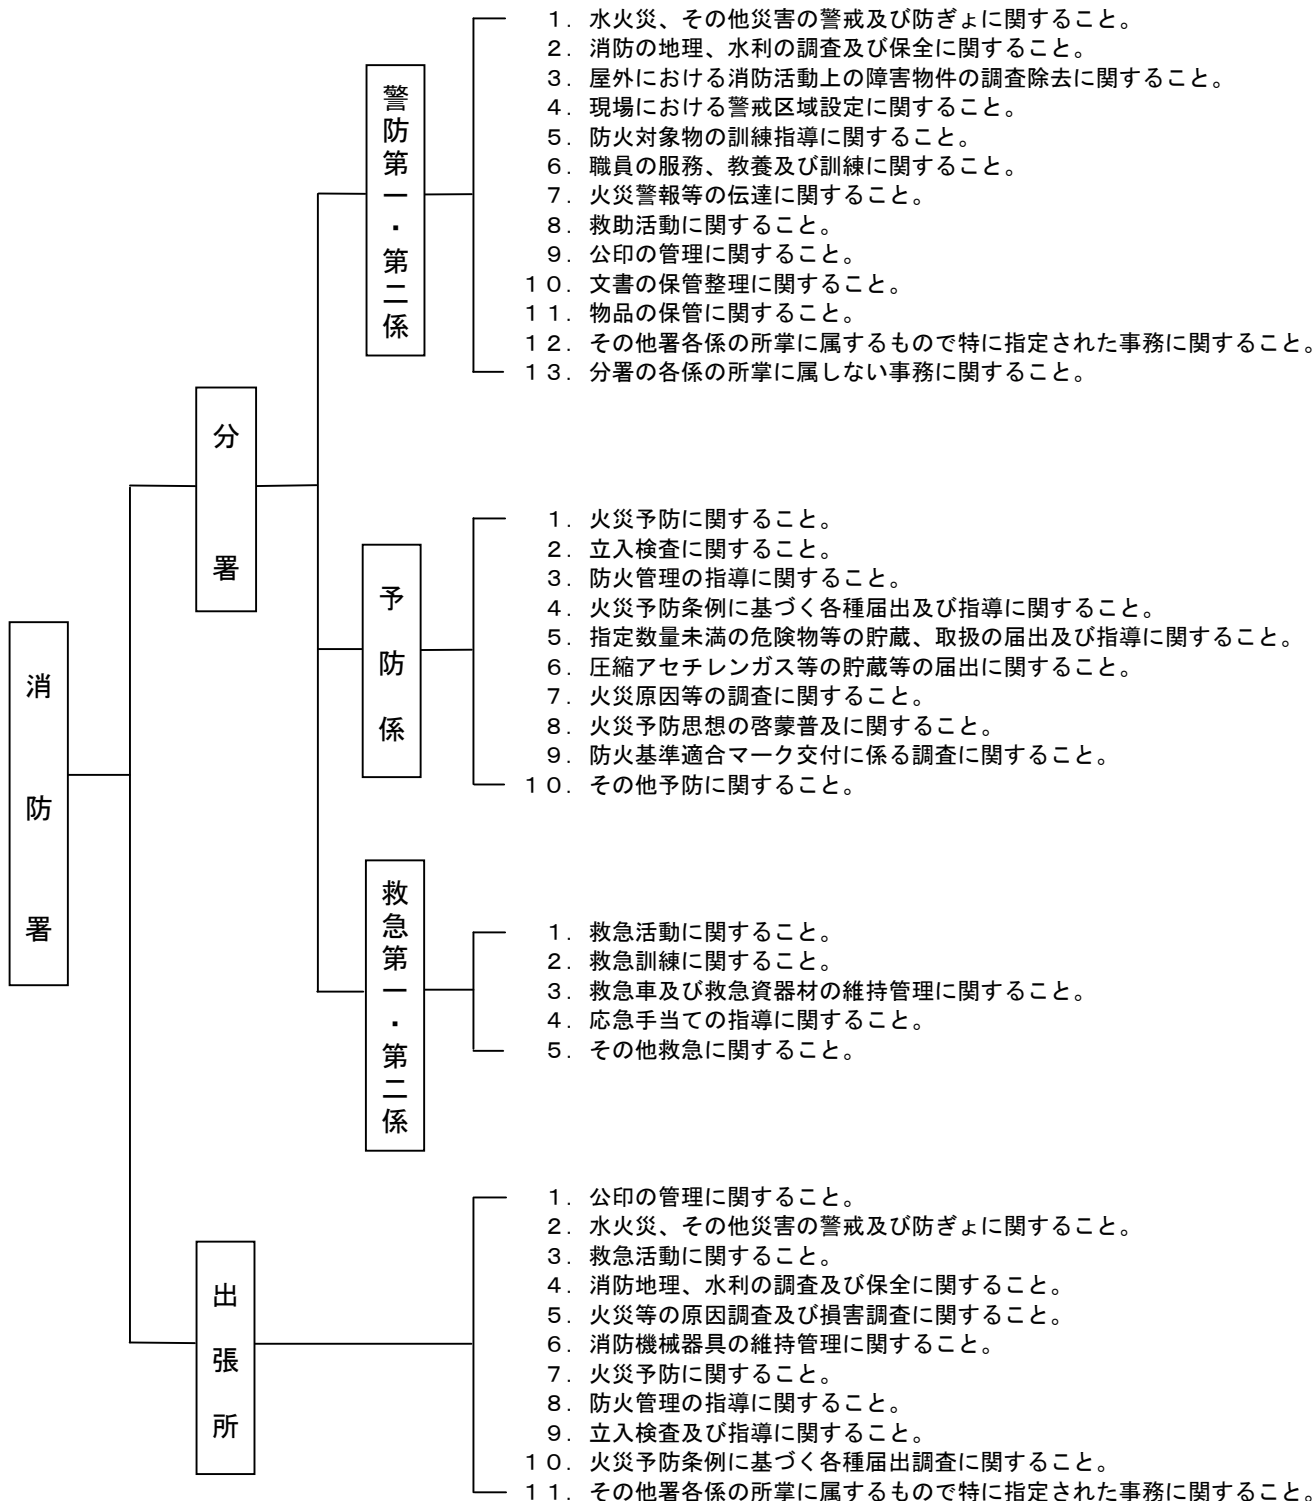 消防署
分署
警防第一・第二係
１．水火災、その他災害の警戒及び防ぎょに関すること。
２．消防の地理、水利の調査及び保全に関すること。
３．屋外における消防活動上の障害物件の調査除去に関すること。
４．現場における警戒区域設定に関すること。
５．防火対象物の訓練指導に関すること。
６．職員の服務、教養及び訓練に関すること。
７．火災警報等の伝達に関すること。
８．救助活動に関すること。
９．公印の管理に関すること。
１０．文書の保管整理に関すること。
１１．物品の保管に関すること。
１２．その他署各係の所掌に属するもので特に指定された事務に関すること。
１３．分署の各係の所掌に属しない事務に関すること。
予防係
１．火災予防に関すること。
２．立入検査に関すること。
３．防火管理の指導に関すること。
４．火災予防条例に基づく各種届出及び指導に関すること。
５．指定数量未満の危険物等の貯蔵、取扱の届出及び指導に関すること。
６．圧縮アセチレンガス等の貯蔵等の届出に関すること。
７．火災原因等の調査に関すること。
８．火災予防思想の啓蒙普及に関すること。
９．防火基準適合マーク交付に係る調査に関すること。
１０．その他予防に関すること。
救急第一・第二係
１．救急活動に関すること。
２．救急訓練に関すること。
３．救急車及び救急資器材の維持管理に関すること。
４．応急手当ての指導に関すること。
５．その他救急に関すること。
出張所
１．公印の管理に関すること。
２．水火災、その他災害の警戒及び防ぎょに関すること。
３．救急活動に関すること。
４．消防地理、水利の調査及び保全に関すること。
５．火災等の原因調査及び損害調査に関すること。
６．消防機械器具の維持管理に関すること。
７．火災予防に関すること。
８．防火管理の指導に関すること。
９．立入検査及び指導に関すること。
１０．火災予防条例に基づく各種届出調査に関すること。
１１．その他署各係の所掌に属するもので特に指定された事務に関すること。